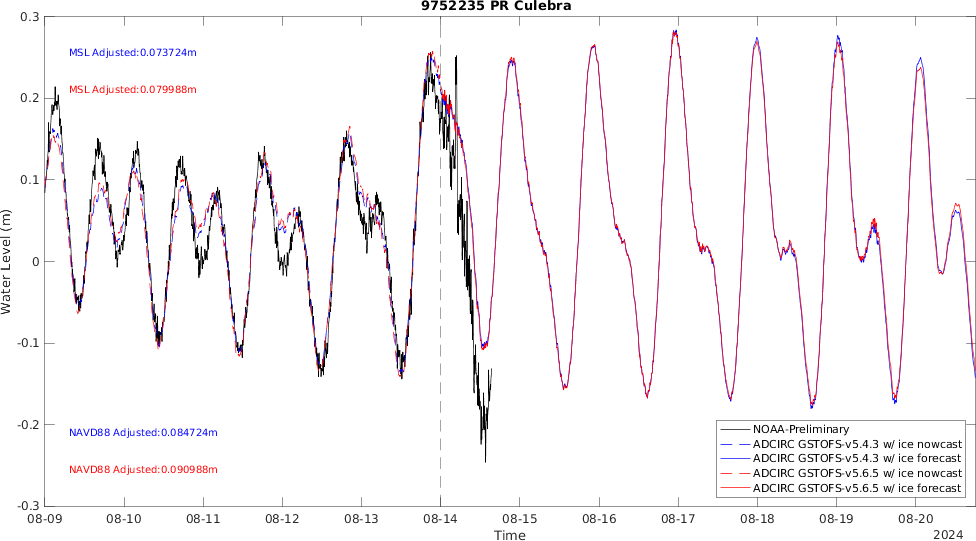 9752235 PR Culebra
0.3
MSL Adjusted:0.073724m
MSL Adjusted:0.079988m
0.2
0.1
Water Level (m)
0
-0.1
-0.2
NAVD88 Adjusted:0.084724m
NAVD88 Adjusted:0.090988m
-0.3
NOAA-Preliminary
ADCIRC GSTOFS-v5.4.3 w/ ice nowcast
ADCIRC GSTOFS-v5.4.3 w/ ice forecast
ADCIRC GSTOFS-v5.6.5 w/ ice nowcast
ADCIRC GSTOFS-v5.6.5 w/ ice forecast
08-09 08-10 08-11 08-12 08-13 08-14 08-15 08-16 08-17 08-18 08-19 08-20
Time
2024